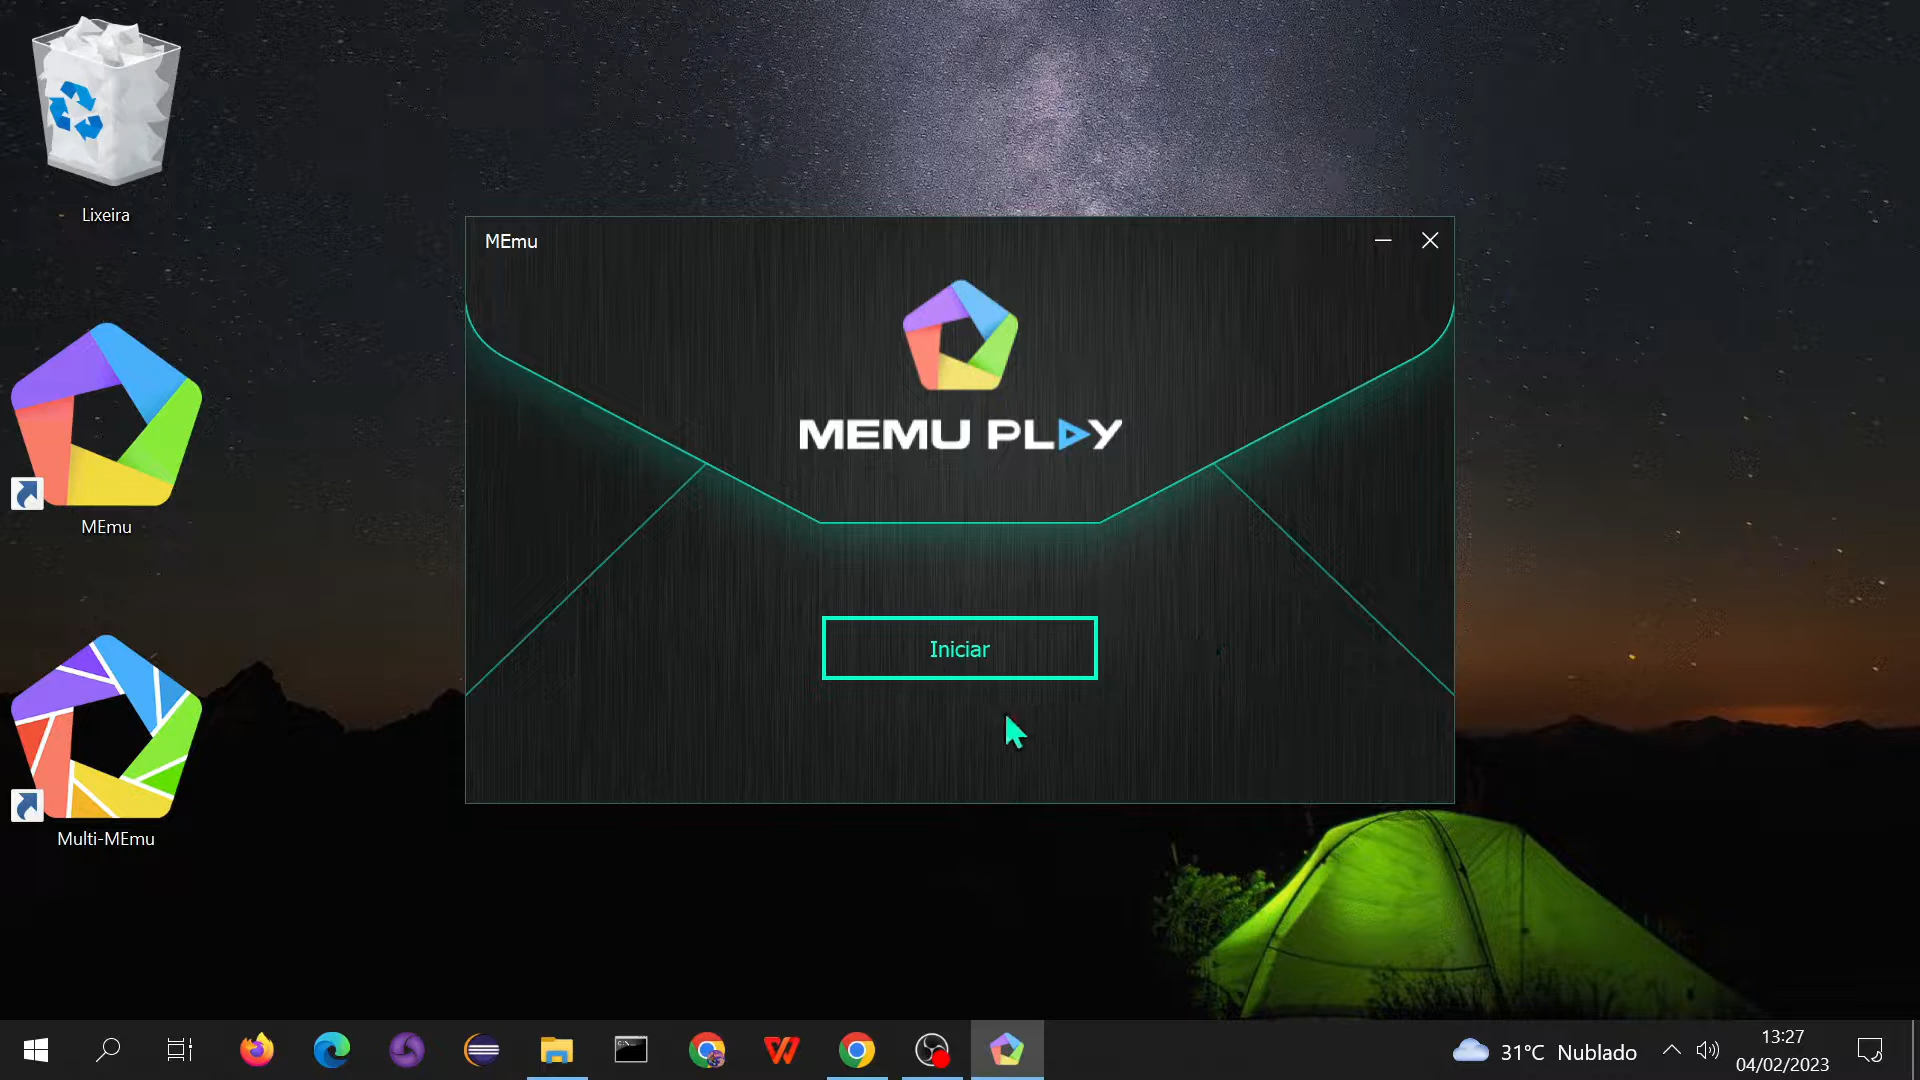 Lixeira
MEmu
MEMU PLAY
MEmu
Iniciar
Multi-MEmu
31°C Nublado
13:27
04/02/2023